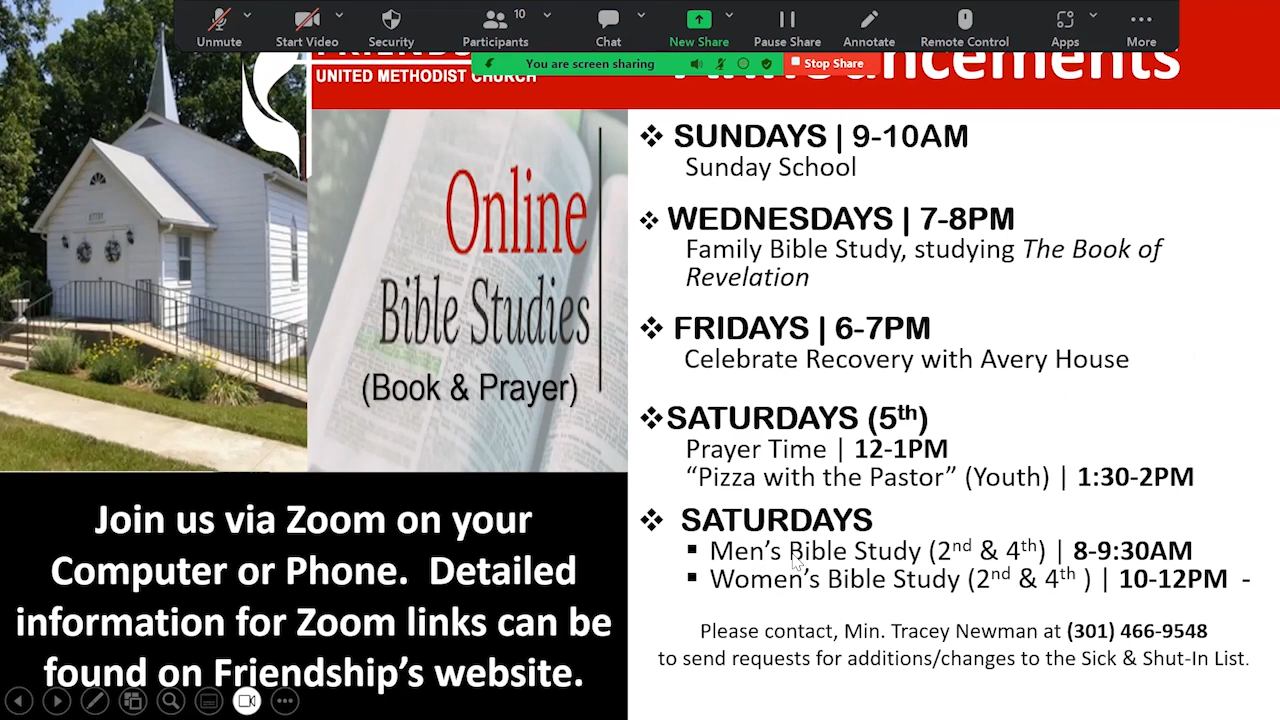 Unmute
Start Video
Security
Participants
10
Chat
New Share
Pause Share
Annotate
Remote Control
Apps
More
You are screen sharing
Stop Share
UNITED METHODIST CHURCH
Announcements
Online
Bible Studies
(Book & Prayer)
Join us via Zoom on your
Computer or Phone. Detailed
information for Zoom links can be
found on Friendship’s website.
❖ SUNDAYS | 9-10AM
Sunday School
❖ WEDNESDAYS | 7-8PM
Family Bible Study, studying The Book of
Revelation
❖ FRIDAYS | 6-7PM
Celebrate Recovery with Avery House
❖SATURDAYS (5th)
Prayer Time | 12-1PM
“Pizza with the Pastor” (Youth) | 1:30-2PM
❖ SATURDAYS
▪ Men’s Bible Study (2nd & 4th) | 8-9:30AM
▪ Women’s Bible Study (2nd & 4th ) | 10-12PM -
Please contact, Min. Tracey Newman at (301) 466-9548
to send requests for additions/changes to the Sick & Shut-In List.